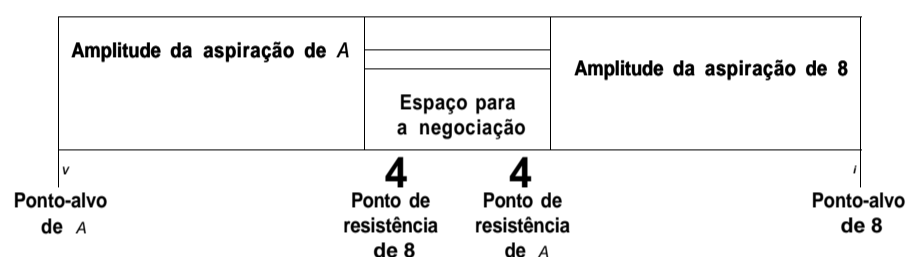 Amplitude da aspiração de A
Amplitude da aspiração de 8
Espaço para
a negociação
v
4
4
i
Ponto-alvo
de A
Ponto de
resistência
de 8
Ponto de
resistência
de A
Ponto-alvo
de 8